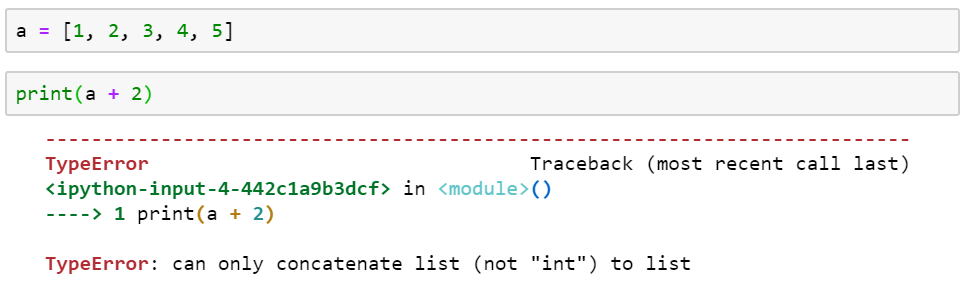 a = [1, 2, 3, 4, 5]
print(a + 2)
---------------------------------------------------------------------------
TypeError                                 Traceback (most recent call last)
<ipython-input-4-442c1a9b3dcf> in <module>()
----> 1 print(a + 2)
TypeError: can only concatenate list (not "int") to list